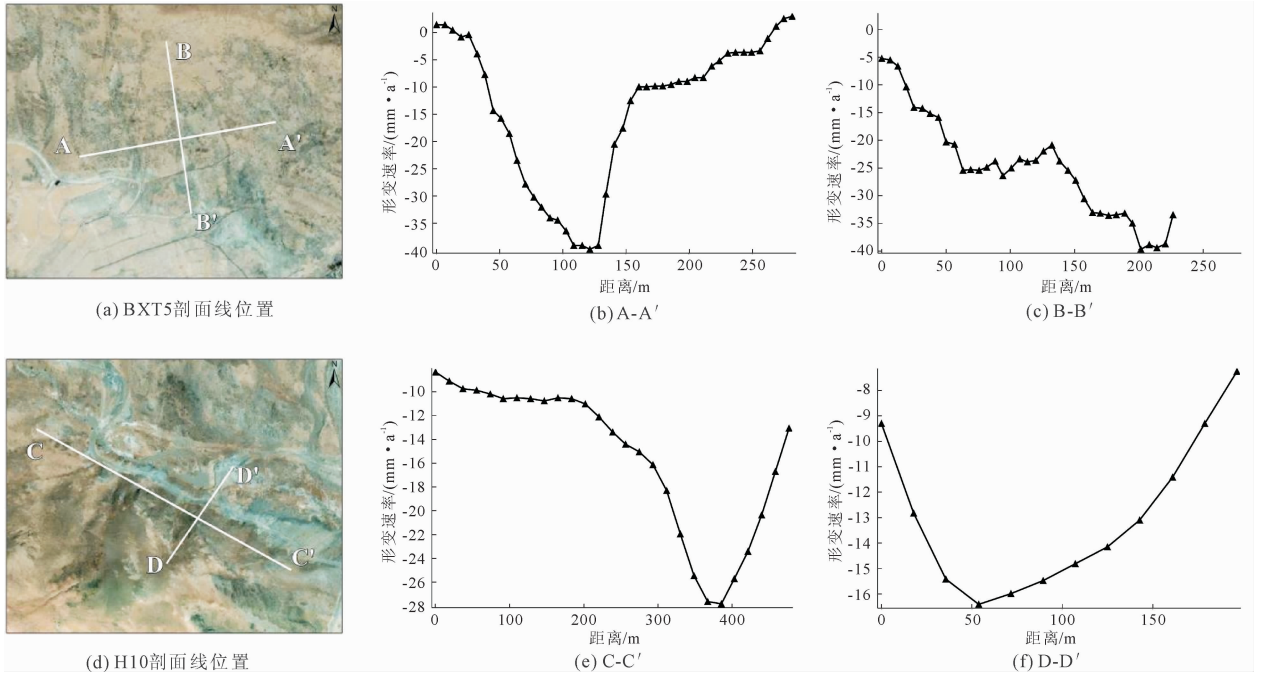 N
B
A
A′
B′
(a) BXT5剖面线位置
形变速率/(mm·a⁻¹)
0
-5
-10
-15
-20
-25
-30
-35
-40
0 50 100 150 200 250
距离/m
(b) A-A′
形变速率/(mm·a⁻¹)
0
-5
-10
-15
-20
-25
-30
-35
-40
0 50 100 150 200 250
距离/m
(c) B-B′
N
C
D′
D
C′
(d) H10剖面线位置
形变速率/(mm·a⁻¹)
-10
-12
-14
-16
-18
-20
-22
-24
-26
-28
0 100 200 300 400
距离/m
(e) C-C′
形变速率/(mm·a⁻¹)
-8
-9
-10
-11
-12
-13
-14
-15
-16
0 50 100 150
距离/m
(f) D-D′